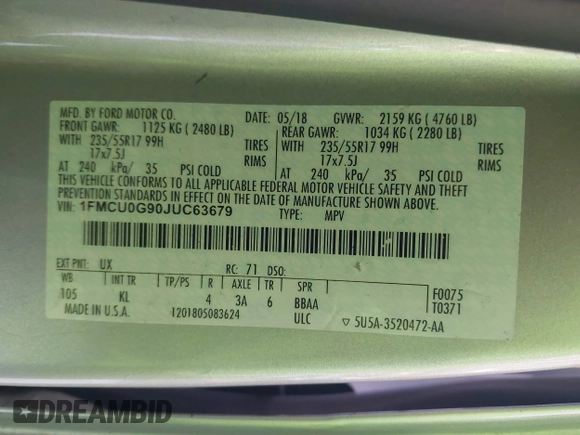 MFD. BY FORD MOTOR CO.
DATE: 05/18 GVWR: 2159 KG (4760 LB)
FRONT GAWR: 1125 KG (2480 LB) REAR GAWR: 1034 KG (2280 LB)
WITH 235/55R17 99H TIRES WITH 235/55R17 99H TIRES
17x7.5J RIMS 17x7.5J RIMS
AT 240 kPa/ 35 PSI COLD AT 240 kPa/ 35 PSI COLD
THIS VEHICLE CONFORMS TO ALL APPLICABLE FEDERAL MOTOR VEHICLE SAFETY AND THEFT
PREVENTION STANDARDS IN EFFECT ON THE DATE OF MANUFACTURE SHOWN ABOVE.
VIN: 1FMCU0G90JUC63679 TYPE: MPV
EXT PNT: UX RC: 71 DSO:
WB INT TR TP/PS R AXLE TR SPR
105 KL 4 3A 6 BBAA
F0075
T0371
MADE IN U.S.A. 1201805083624 ULC ▽ 5U5A-3520472-AA
DREAMBID